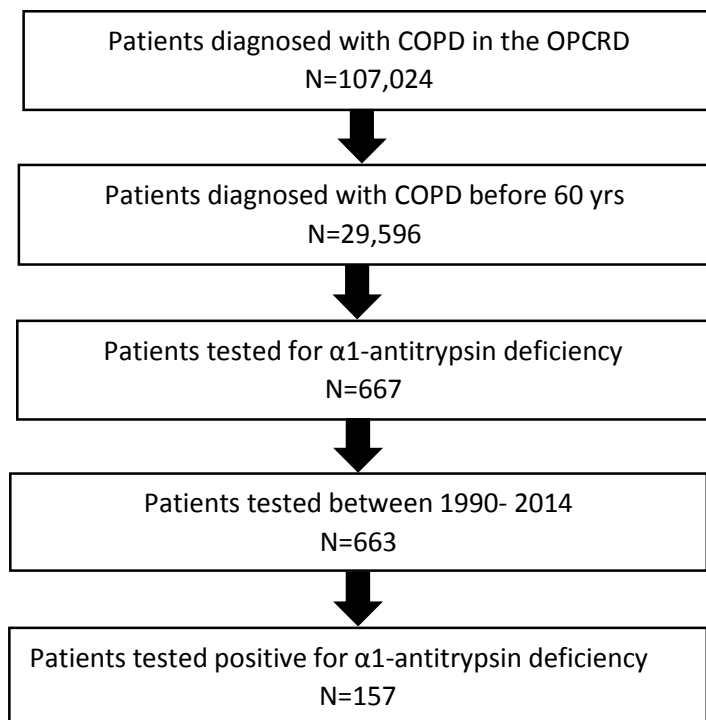 Patients diagnosed with COPD in the OPCRD
N=107,024
Patients diagnosed with COPD before 60 yrs
N=29,596
Patients tested for α1-antitrypsin deficiency
N=667
Patients tested between 1990- 2014
N=663
Patients tested positive for α1-antitrypsin deficiency
N=157